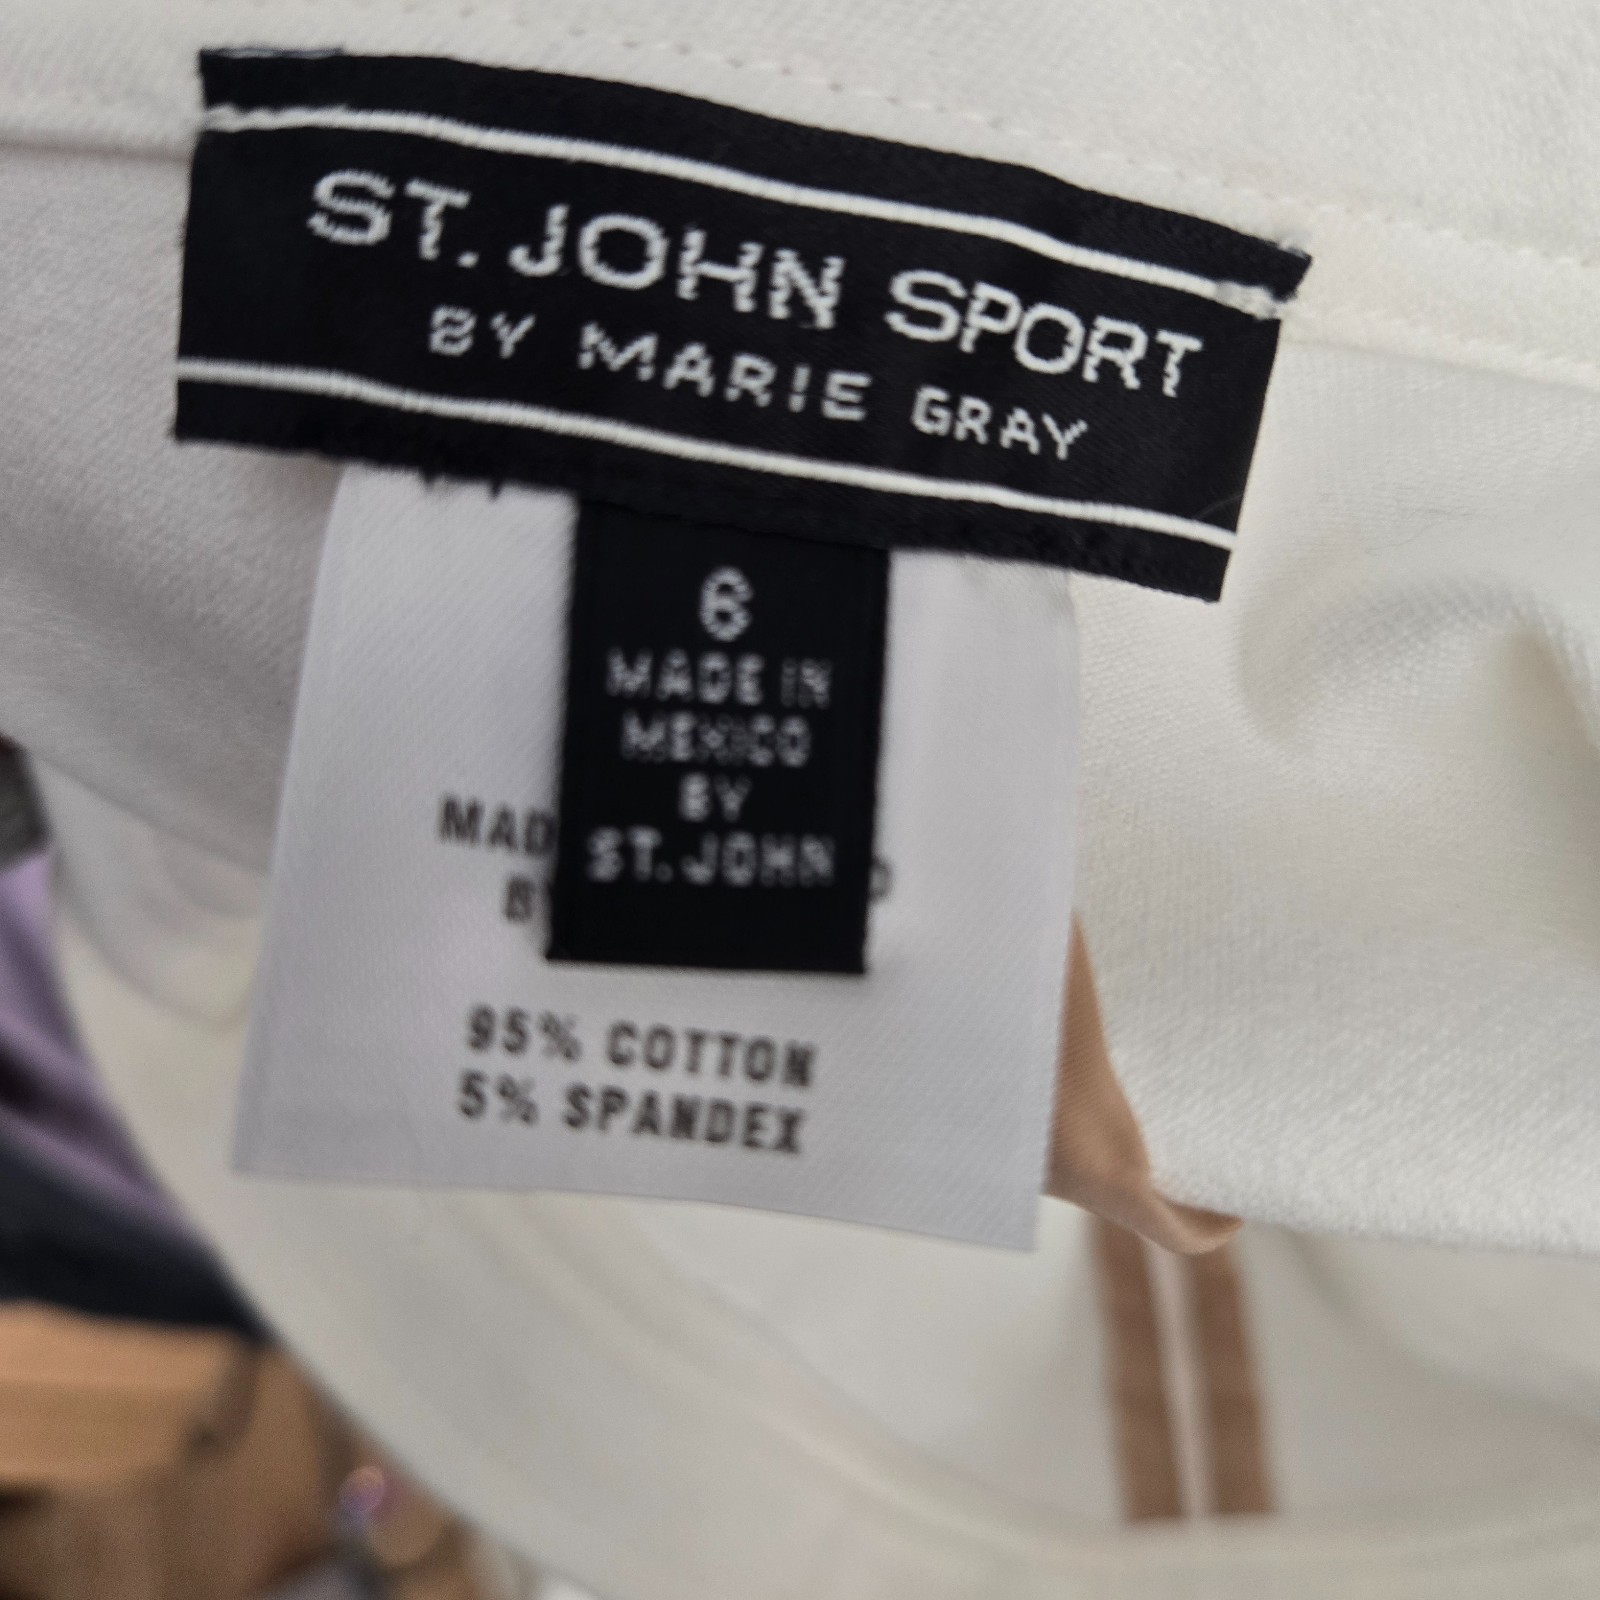 ST. JOHN SPORT
BY MARIE GRAY
6
MADE IN
MEXICO
BY
ST. JOHN
95% COTTON
5% SPANDEX